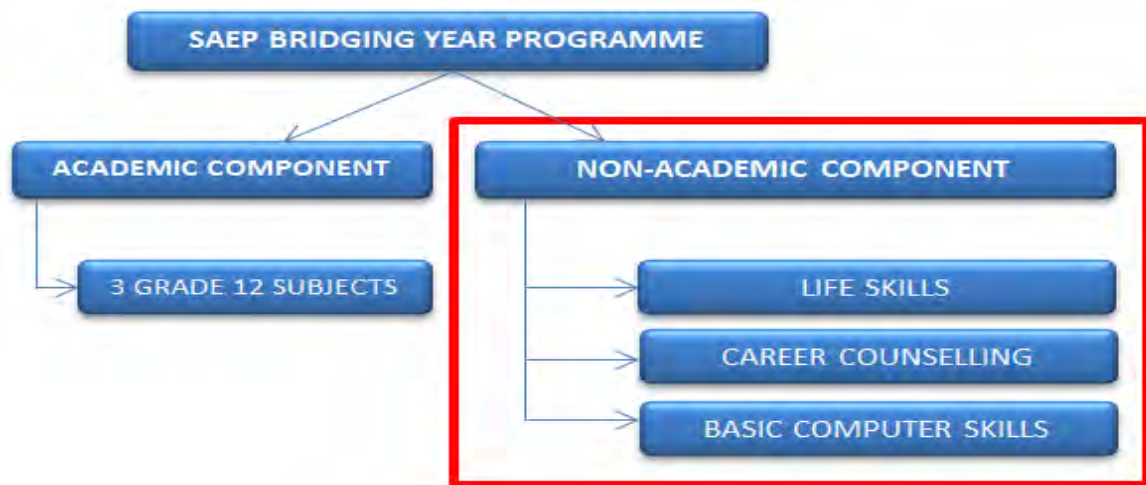 SAEP BRIDGING YEAR PROGRAMME
ACADEMIC COMPONENT
3 GRADE 12 SUBJECTS
NON-ACADEMIC COMPONENT
LIFE SKILLS
CAREER COUNSELLING
BASIC COMPUTER SKILLS